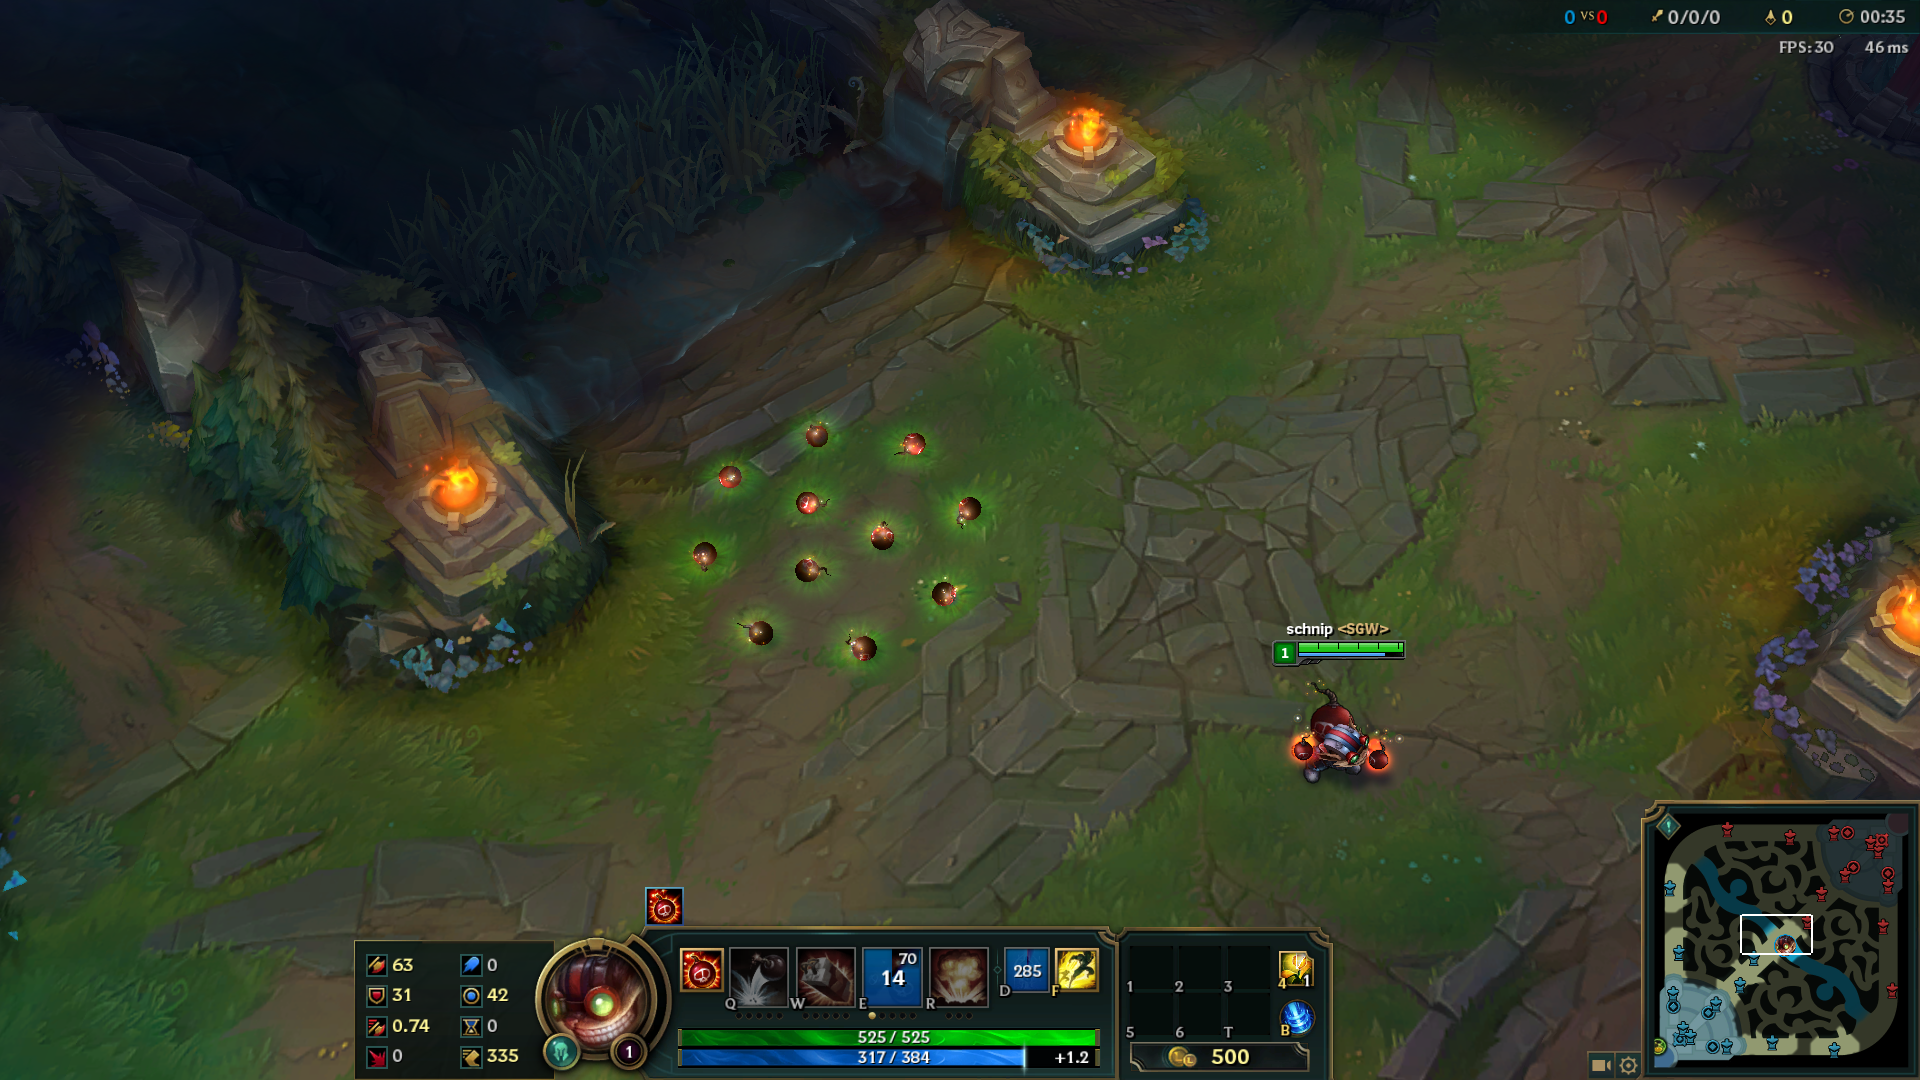 0 VS 0 0/0/0 0 00:35
FPS: 30 46 ms
schnip <SGW>
1
63 0
31 42
0.74 0
0 335
1
Q W E 70 14 R D 285 F
525 / 525
317 / 384 +1.2
1 2 3 4 1
5 6 T B
500